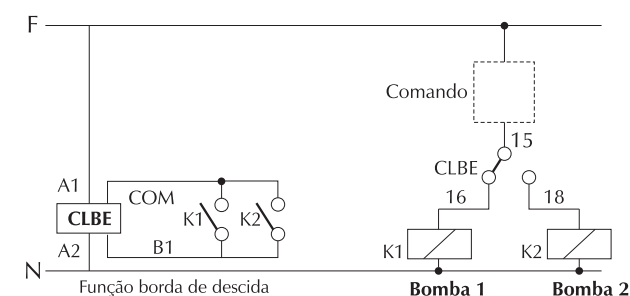 F
Comando
15
CLBE
A1
COM
16
18
CLBE
K1
K2
A2
B1
K1
K2
N
Função borda de descida
Bomba 1
Bomba 2